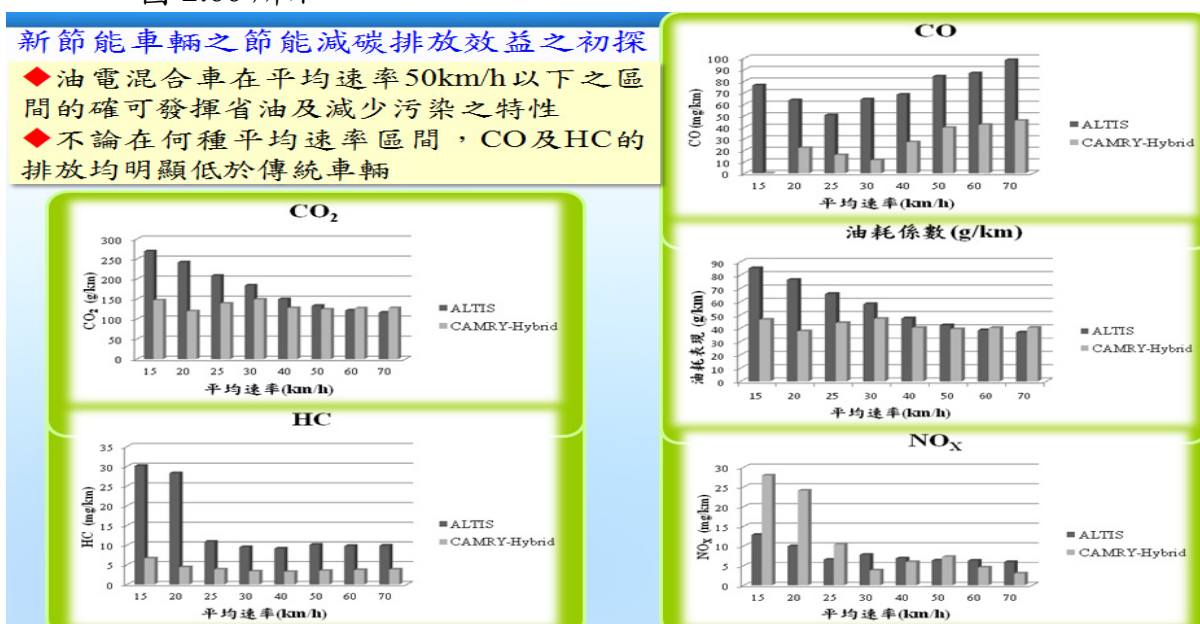 新節能車輛之節能減碳排放效益之初探
◆油電混合車在平均速率50km/h以下之區
間的確可發揮省油及減少污染之特性
◆不論在何種平均速率區間，CO及HC的
排放均明顯低於傳統車輛
CO
CO (mg/km)
100
90
80
70
60
50
40
30
20
10
0
15 20 25 30 40 50 60 70
平均速率(km/h)
ALTIS
CAMRY-Hybrid
CO₂
CO₂ (g/km)
300
250
200
150
100
50
0
15 20 25 30 40 50 60 70
平均速率(km/h)
ALTIS
CAMRY-Hybrid
油耗係數(g/km)
油耗表現 (g/km)
90
80
70
60
50
40
30
20
10
0
15 20 25 30 40 50 60 70
平均速率(km/h)
ALTIS
CAMRY-Hybrid
HC
HC (mg/km)
35
30
25
20
15
10
5
0
15 20 25 30 40 50 60 70
平均速率(km/h)
ALTIS
CAMRY-Hybrid
NOX
NOX (mg/km)
30
25
20
15
10
5
0
15 20 25 30 40 50 60 70
平均速率(km/h)
ALTIS
CAMRY-Hybrid